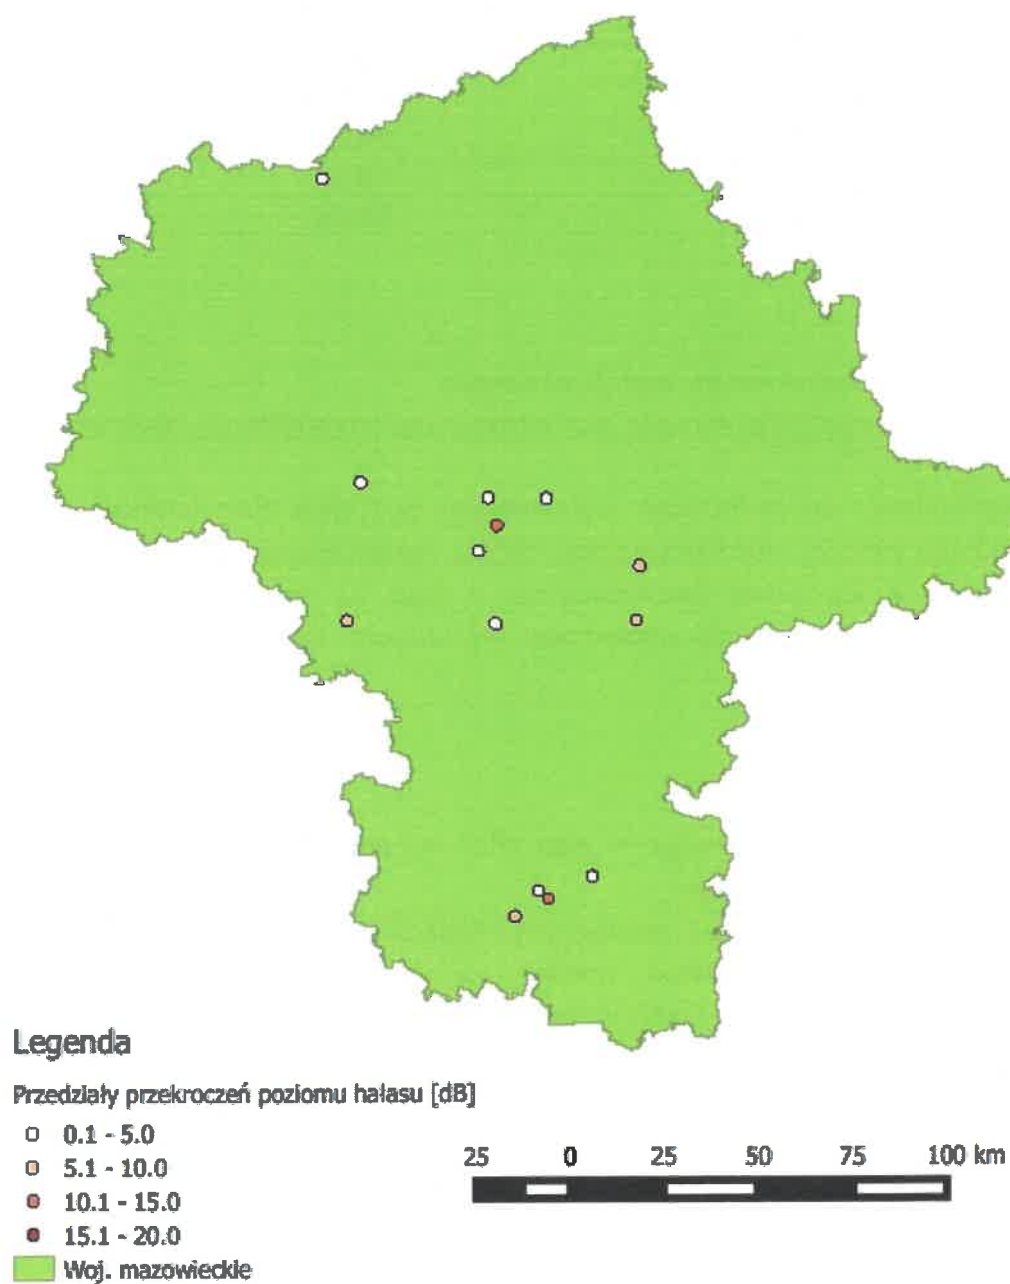 Legenda
Przedziały przekroczeń poziomu hałasu [dB]
0.1 - 5.0
5.1 - 10.0
10.1 - 15.0
15.1 - 20.0
Woj. mazowieckie
25 0 25 50 75 100 km